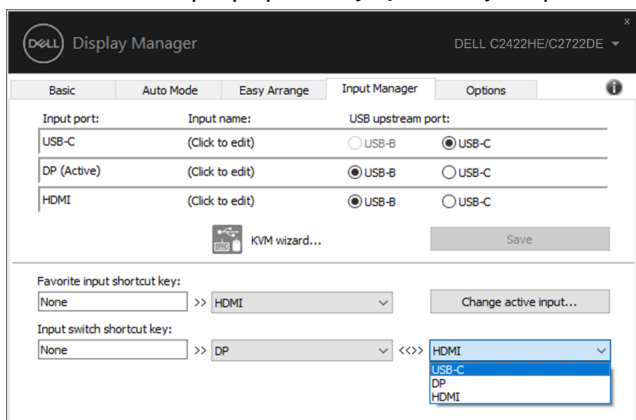 x
DELL Display Manager DELL C2422HE/C2722DE
Basic Auto Mode Easy Arrange Input Manager Options i
Input port: Input name: USB upstream port:
USB-C (Click to edit) USB-B USB-C
DP (Active) (Click to edit) USB-B USB-C
HDMI (Click to edit) USB-B USB-C
KVM wizard... Save
Favorite input shortcut key:
None >> HDMI Change active input...
Input switch shortcut key:
None >> DP <<>> HDMI
USB-C
DP
HDMI